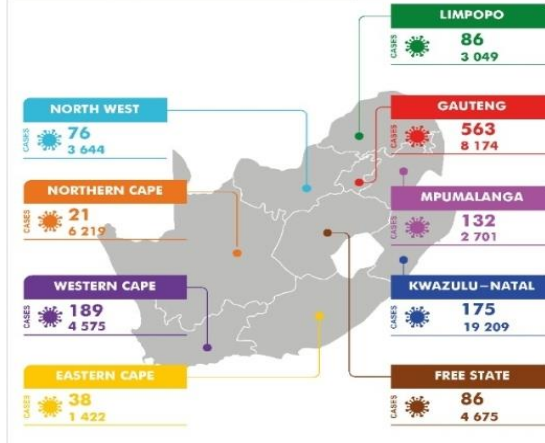 LIMPOPO
CASES
86
3 049
NORTH WEST
CASES
76
3 644
GAUTENG
CASES
563
8 174
NORTHERN CAPE
CASES
21
6 219
MPUMALANGA
CASES
132
2 701
WESTERN CAPE
CASES
189
4 575
KWAZULU–NATAL
CASES
175
19 209
EASTERN CAPE
CASES
38
1 422
FREE STATE
CASES
86
4 675